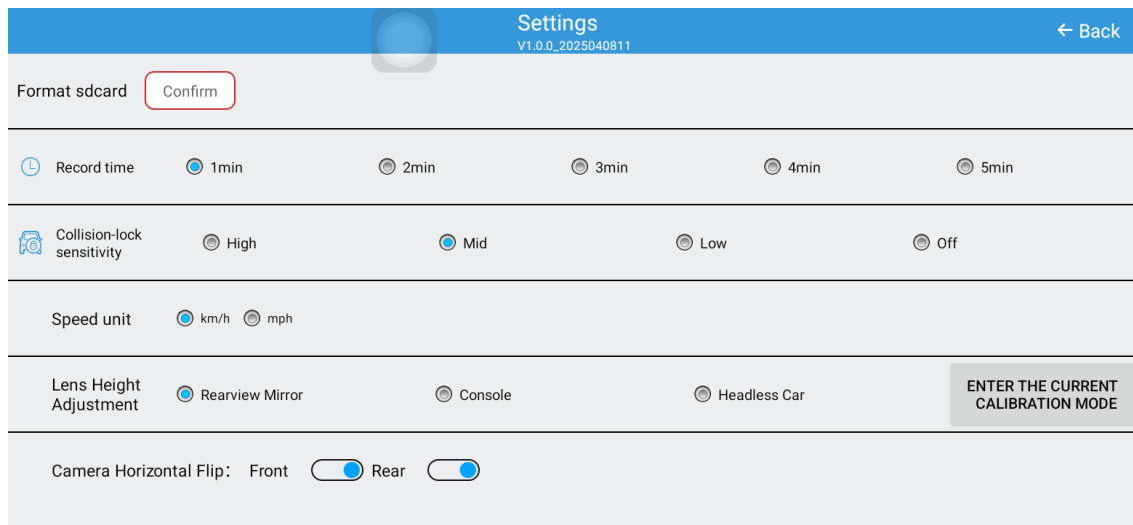 Settings
V1.0.0_2025040811
← Back
Format sdcard Confirm
Record time 1min 2min 3min 4min 5min
Collision-lock
sensitivity
High Mid Low Off
Speed unit km/h mph
Lens Height
Adjustment
Rearview Mirror Console Headless Car
ENTER THE CURRENT
CALIBRATION MODE
Camera Horizontal Flip: Front Rear